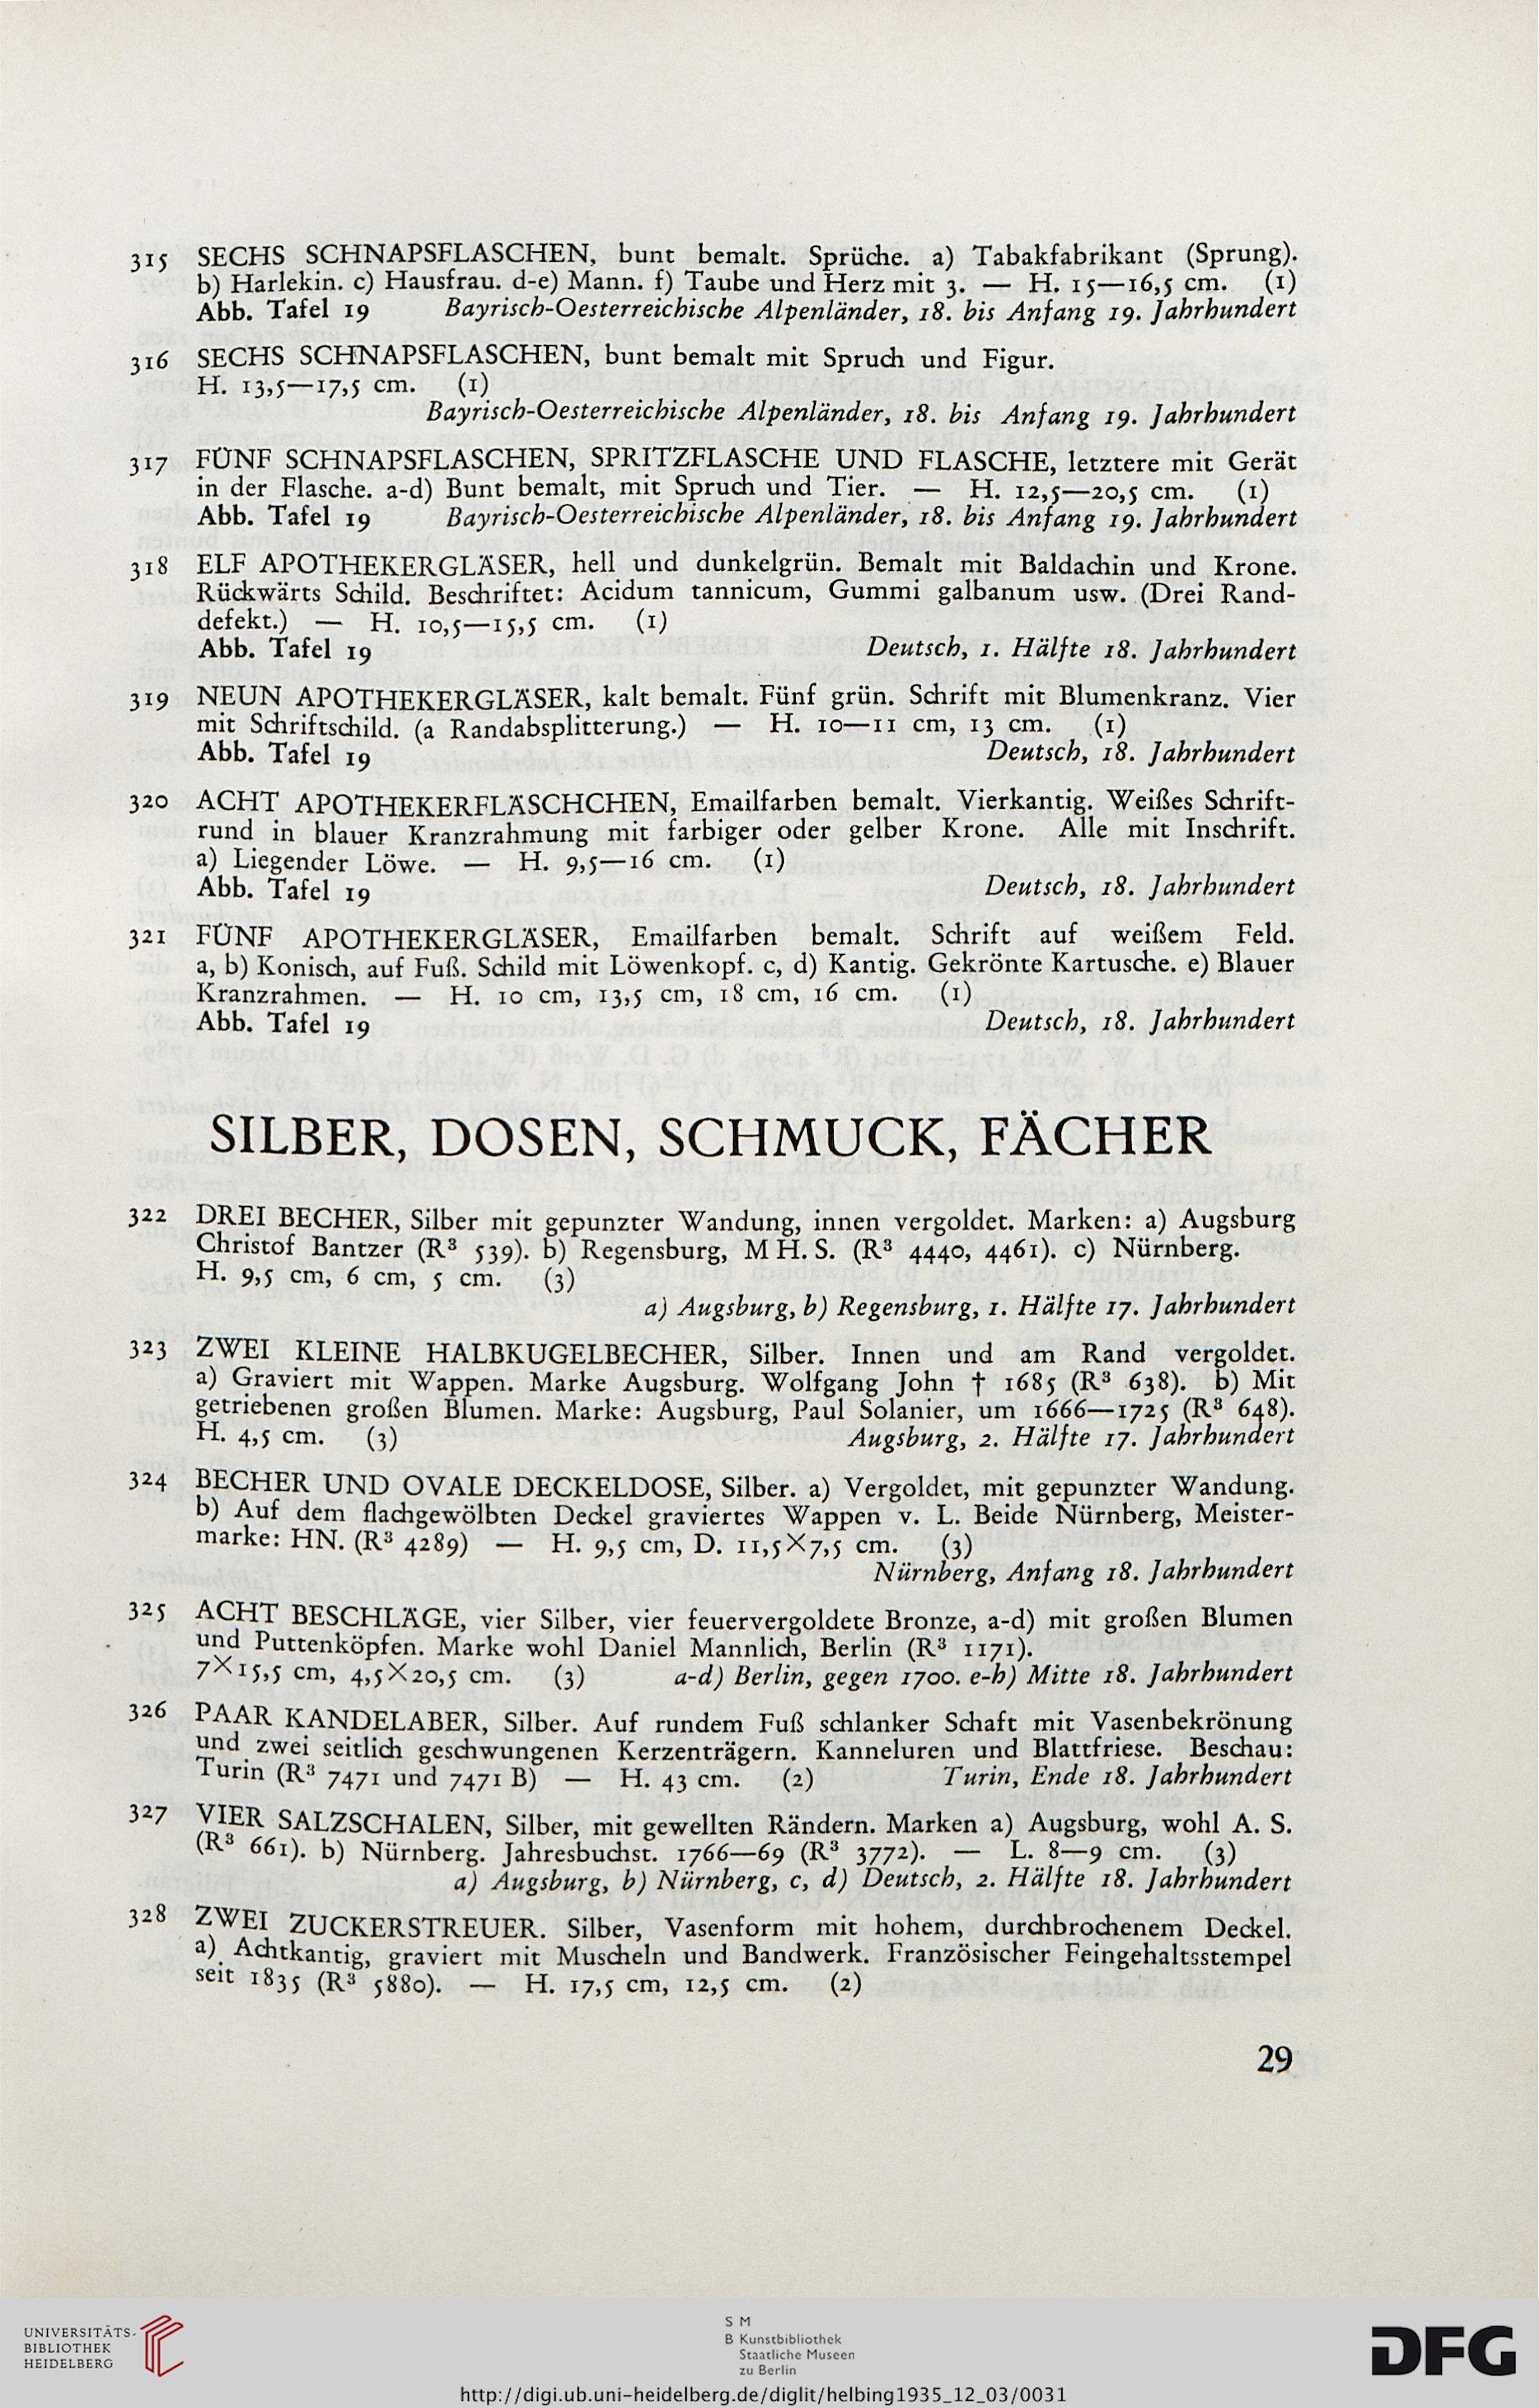 315 SECHS SCHNAPSFLASCHEN, bunt bemalt. Sprüche. a) Tabakfabrikant (Sprung).
b) Harlekin. c) Hausfrau. d-e) Mann. f) Taube und Herz mit 3. — H. 15—16,5 cm. (1)
Abb. Tafel 19 Bayrisch-Oesterreichische Alpenländer, 18. bis Anfang 19. Jahrhundert
316 SECHS SCHNAPSFLASCHEN, bunt bemalt mit Spruch und Figur.
H. 13,5—17,5 cm. (1)
Bayrisch-Oesterreichische Alpenländer, 18. bis Anfang 19. Jahrhundert
317 FÜNF SCHNAPSFLASCHEN, SPRITZFLASCHE UND FLASCHE, letztere mit Gerät
in der Flasche. a-d) Bunt bemalt, mit Spruch und Tier. — H. 12,5—20,5 cm. (1)
Abb. Tafel 19 Bayrisch-Oesterreichische Alpenländer, 18. bis Anfang 19. Jahrhundert
318 ELF APOTHEKERGLÄSER, hell und dunkelgrün. Bemalt mit Baldachin und Krone.
Rückwärts Schild. Beschriftet: Acidum tannicum, Gummi galbanum usw. (Drei Rand-
defekt.) — H. 10,5—15,5 cm. (1)
Abb. Tafel 19 Deutsch, 1. Hälfte 18. Jahrhundert
319 NEUN APOTHEKERGLÄSER, kalt bemalt. Fünf grün. Schrift mit Blumenkranz. Vier
mit Schriftschild. (a Randabsplitterung.) — H. 10—11 cm, 13 cm. (1)
Abb. Tafel 19 Deutsch, 18. Jahrhundert
320 ACHT APOTHEKERFLÄSCHCHEN, Emailfarben bemalt. Vierkantig. Weißes Schrift-
rund in blauer Kranzrahmung mit farbiger oder gelber Krone. Alle mit Inschrift.
a) Liegender Löwe. — H. 9,5—16 cm. (1)
Abb. Tafel 19 Deutsch, 18. Jahrhundert
321 FÜNF APOTHEKERGLÄSER, Emailfarben bemalt. Schrift auf weißem Feld.
a, b) Konisch, auf Fuß. Schild mit Löwenkopf. c, d) Kantig. Gekrönte Kartusche. e) Blauer
Kranzrahmen. — H. 10 cm, 13,5 cm, 18 cm, 16 cm. (1)
Abb. Tafel 19 Deutsch, 18. Jahrhundert
SILBER, DOSEN, SCHMUCK, FÄCHER
322 DREI BECHER, Silber mit gepunzter Wandung, innen vergoldet. Marken: a) Augsburg
Christof Bantzer (R³ 539). b) Regensburg, M H. S. (R³ 4440, 4461). c) Nürnberg.
H. 9,5 cm, 6 cm, 5 cm. (3)
a) Augsburg, b) Regensburg, 1. Hälfte 17. Jahrhundert
323 ZWEI KLEINE HALBKUGELBECHER, Silber. Innen und am Rand vergoldet.
a) Graviert mit Wappen. Marke Augsburg. Wolfgang John † 1685 (R³ 638). b) Mit
getriebenen großen Blumen. Marke: Augsburg, Paul Solanier, um 1666—1725 (R³ 648).
H. 4,5 cm. (3) Augsburg, 2. Hälfte 17. Jahrhundert
324 BECHER UND OVALE DECKELDOSE, Silber. a) Vergoldet, mit gepunzter Wandung.
b) Auf dem flachgewölbten Deckel graviertes Wappen v. L. Beide Nürnberg, Meister-
marke: HN. (R³ 4289) — H. 9,5 cm, D. 11,5×7,5 cm. (3)
Nürnberg, Anfang 18. Jahrhundert
325 ACHT BESCHLÄGE, vier Silber, vier feuervergoldete Bronze, a-d) mit großen Blumen
und Puttenköpfen. Marke wohl Daniel Mannlich, Berlin (R³ 1171).
7×15,5 cm, 4,5×20,5 cm. (3) a-d) Berlin, gegen 1700. e-h) Mitte 18. Jahrhundert
326 PAAR KANDELABER, Silber. Auf rundem Fuß schlanker Schaft mit Vasenbekrönung
und zwei seitlich geschwungenen Kerzenträgern. Kanneluren und Blattfriese. Beschau:
Turin (R³ 7471 und 7471 B) — H. 43 cm. (2) Turin, Ende 18. Jahrhundert
327 VIER SALZSCHALEN, Silber, mit gewellten Rändern. Marken a) Augsburg, wohl A. S.
(R³ 661). b) Nürnberg. Jahresbuchst. 1766—69 (R³ 3772). — L. 8—9 cm. (3)
a) Augsburg, b) Nürnberg, c, d) Deutsch, 2. Hälfte 18. Jahrhundert
328 ZWEI ZUCKERSTREUER. Silber, Vasenform mit hohem, durchbrochenem Deckel.
a) Achtkantig, graviert mit Muscheln und Bandwerk. Französischer Feingehaltsstempel
seit 1835 (R³ 5880). — H. 17,5 cm, 12,5 cm. (2)
29
UNIVERSITÄTS-
BIBLIOTHEK
HEIDELBERG
S M
B Kunstbibliothek
Staatliche Museen
zu Berlin
DFG
http://digi.ub.uni-heidelberg.de/diglit/helbing1935_12_03/0031